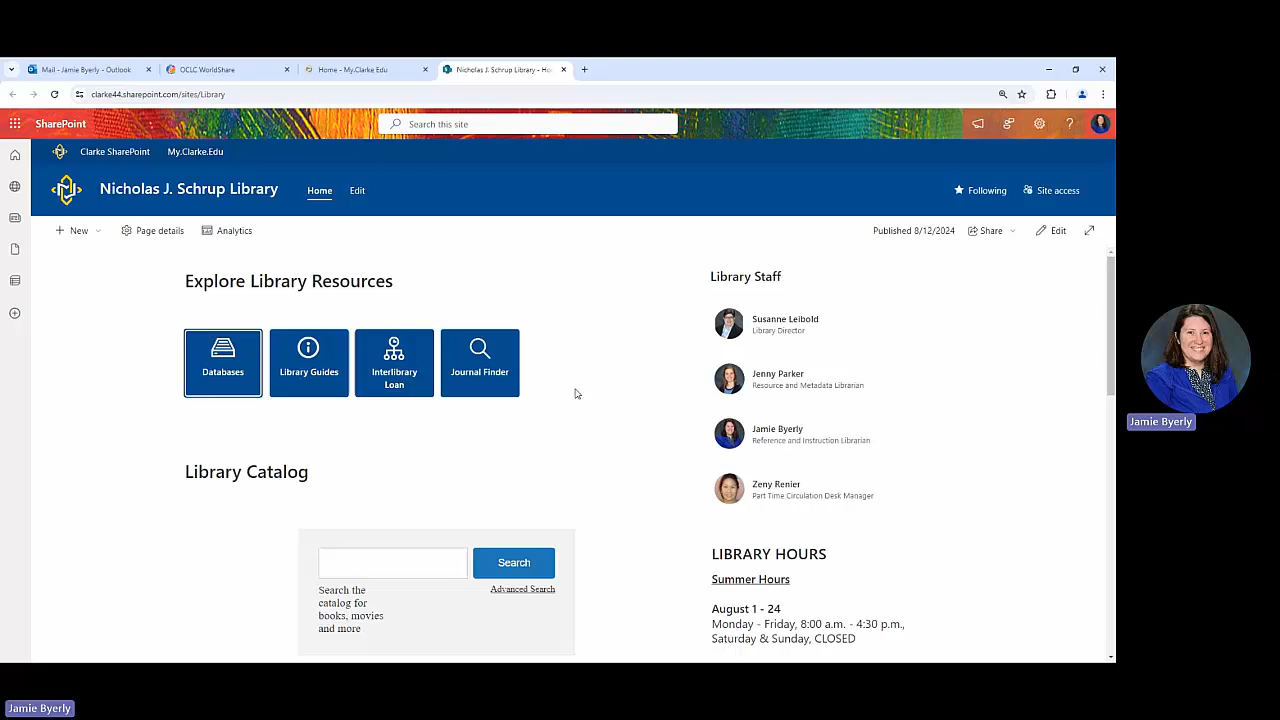 Mail - Jamie Byerly - Outlook
OCLC WorldShare
Home - My.Clarke Edu
Nicholas J. Schrup Library - Ho
clarke44.sharepoint.com/sites/Library
SharePoint
Search this site
Clarke SharePoint
My.Clarke.Edu
Nicholas J. Schrup Library
Home
Edit
Following
Site access
New
Page details
Analytics
Published 8/12/2024
Share
Edit
Explore Library Resources
Databases
Library Guides
Interlibrary
Loan
Journal Finder
Library Catalog
Search
Advanced Search
Search the
catalog for
books, movies
and more
Library Staff
Susanne Leibold
Library Director
Jenny Parker
Resource and Metadata Librarian
Jamie Byerly
Reference and Instruction Librarian
Zeny Renier
Part Time Circulation Desk Manager
LIBRARY HOURS
Summer Hours
August 1 - 24
Monday - Friday, 8:00 a.m. - 4:30 p.m.,
Saturday & Sunday, CLOSED
Jamie Byerly
Jamie Byerly